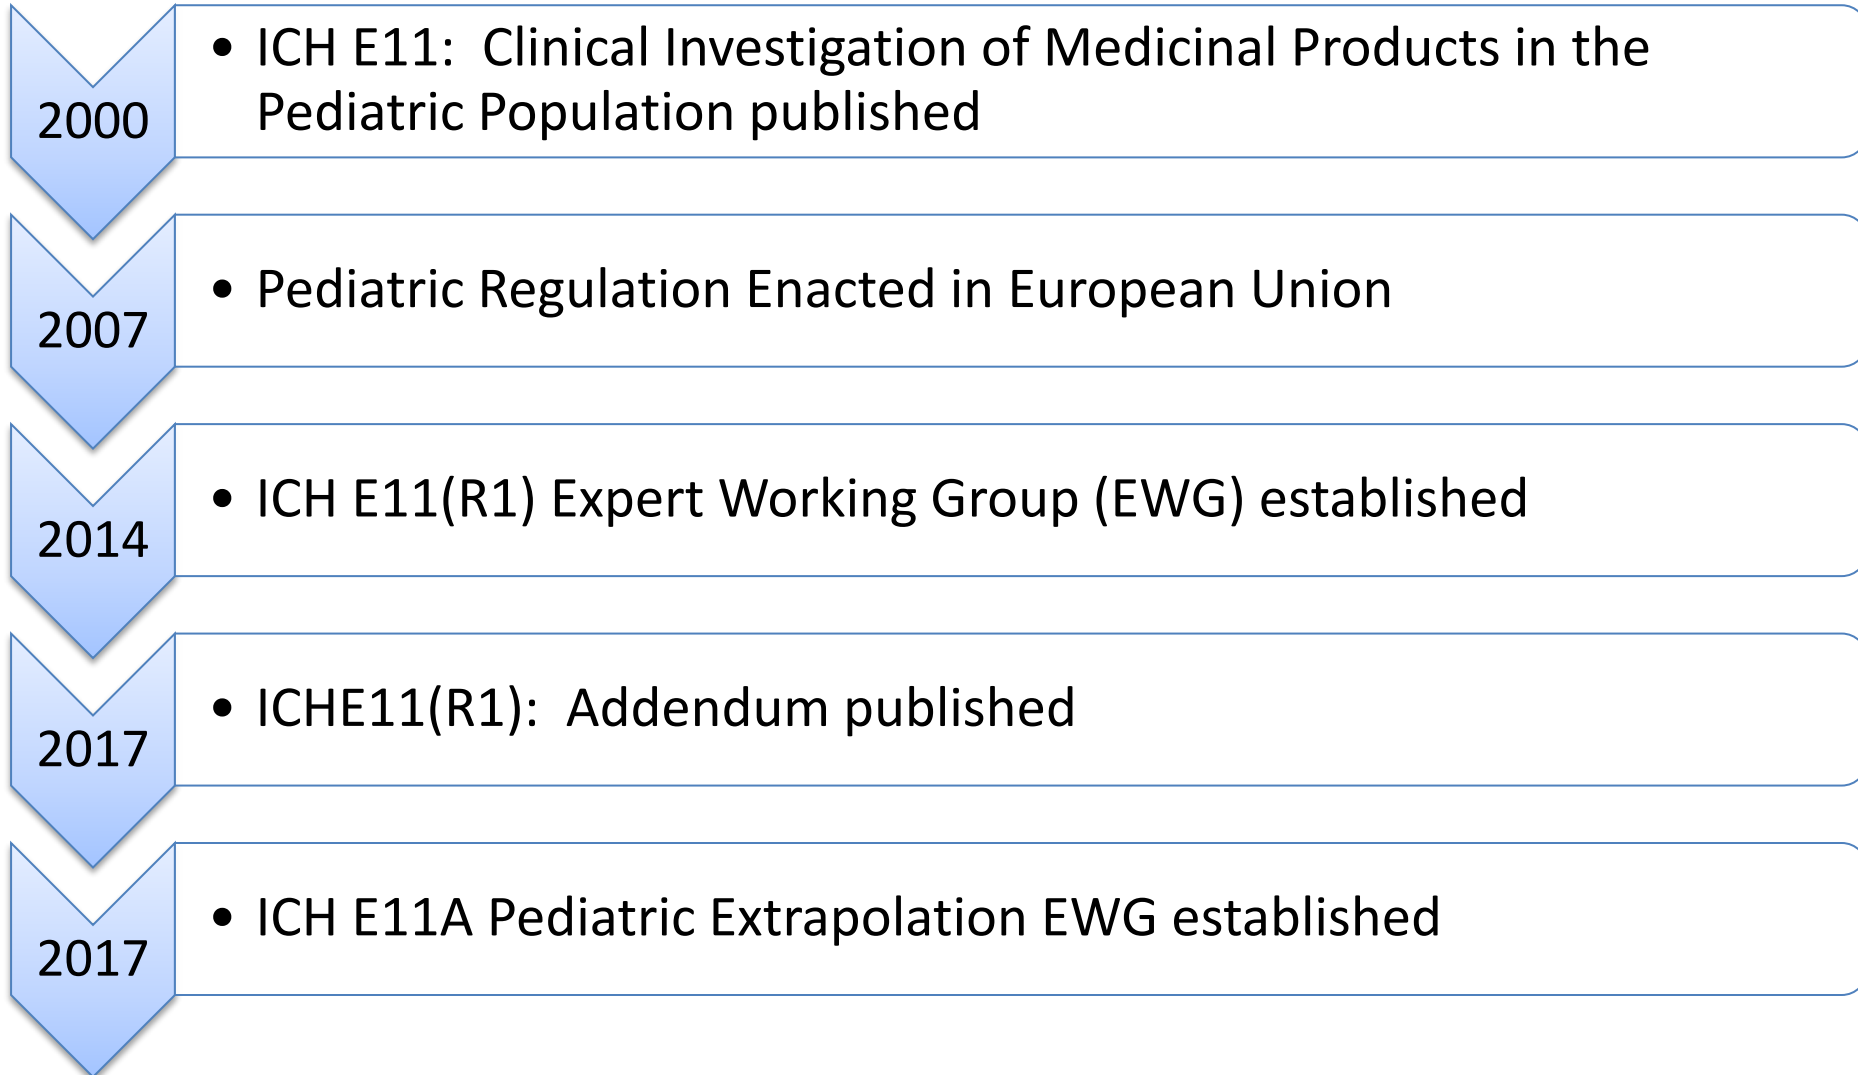 2000
• ICH E11:  Clinical Investigation of Medicinal Products in the
Pediatric Population published
2007
• Pediatric Regulation Enacted in European Union
2014
• ICH E11(R1) Expert Working Group (EWG) established
2017
• ICHE11(R1):  Addendum published
2017
• ICH E11A Pediatric Extrapolation EWG established